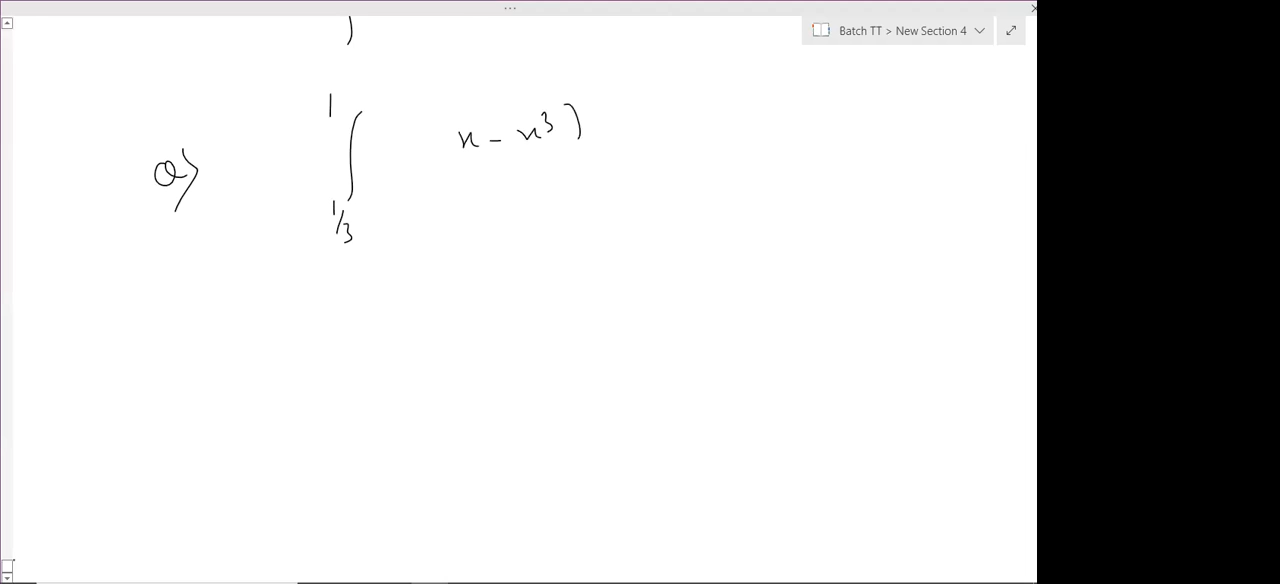 Batch TT > New Section 4
Q) ∫_{1/3}^{1} x - x³)